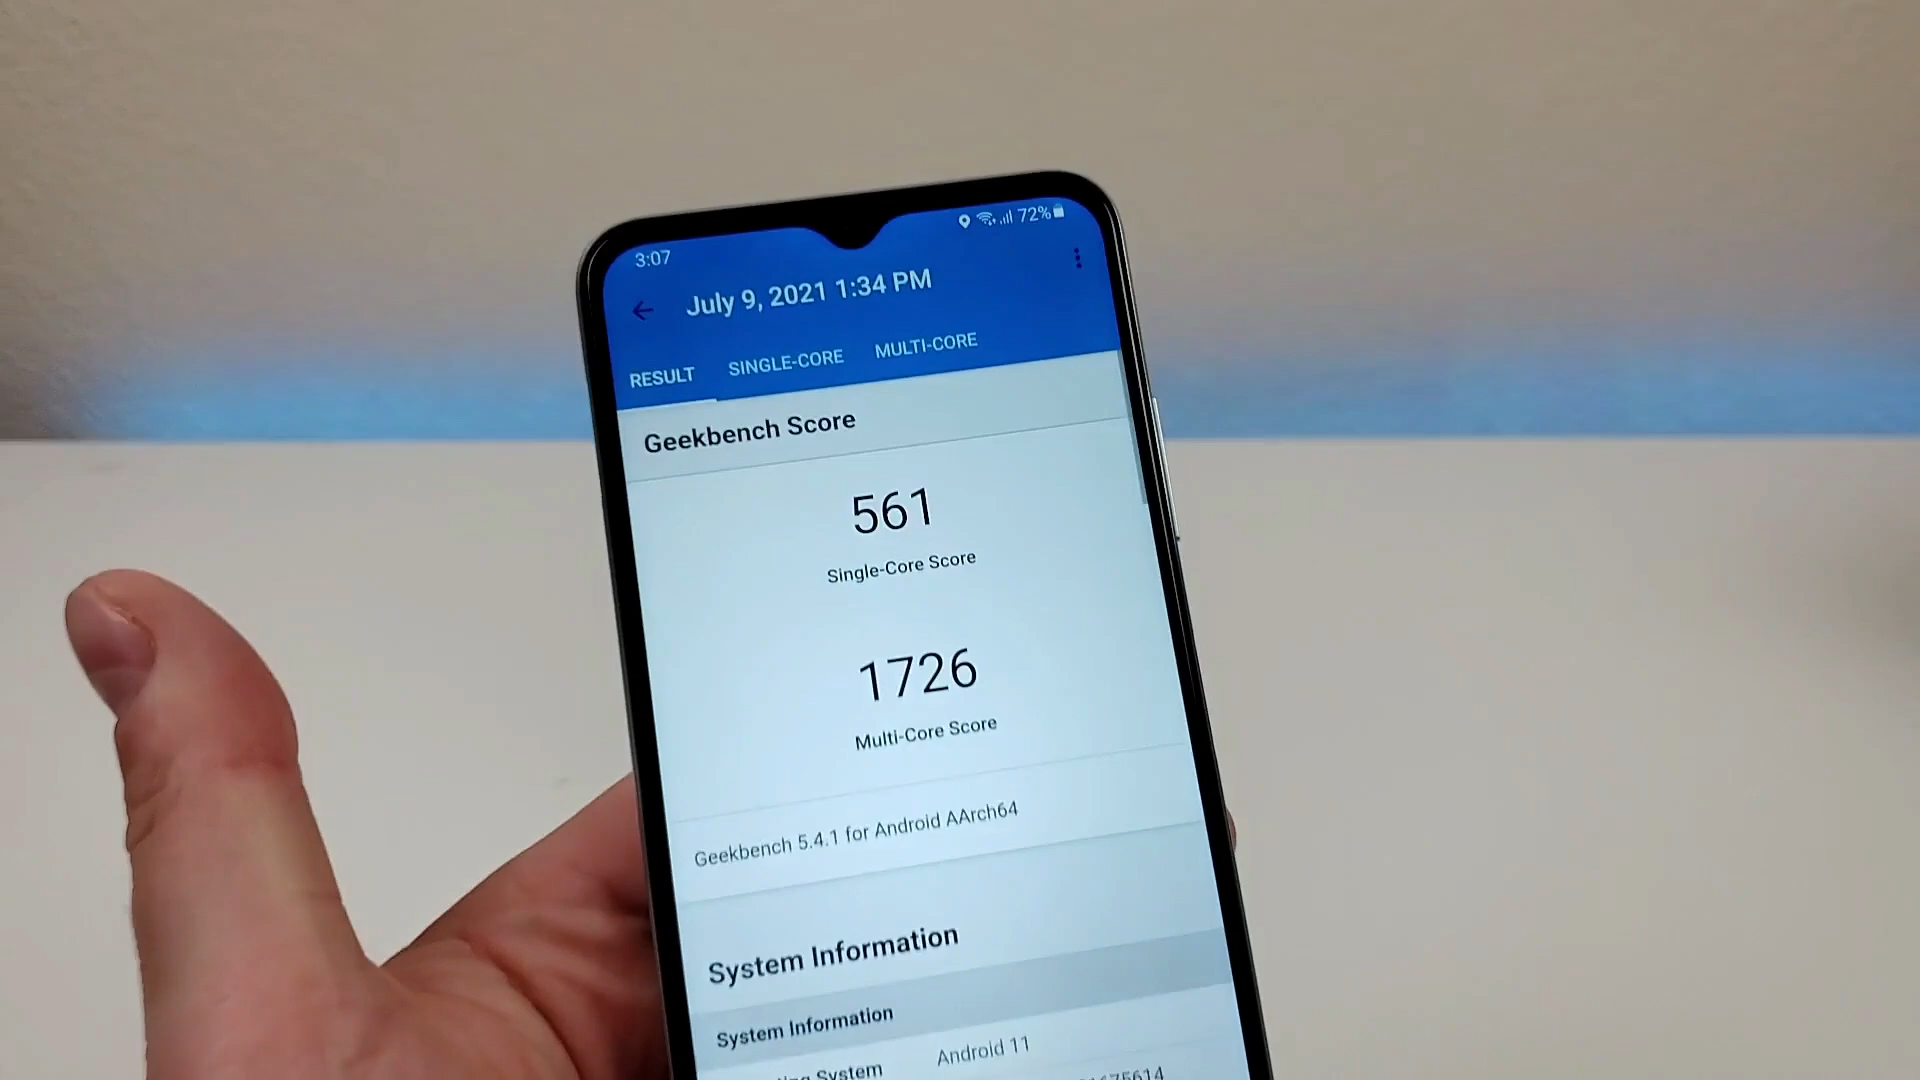 3:07
72%
July 9, 2021 1:34 PM
RESULT SINGLE-CORE MULTI-CORE
Geekbench Score
561
Single-Core Score
1726
Multi-Core Score
Geekbench 5.4.1 for Android AArch64
System Information
System Information
System Android 11